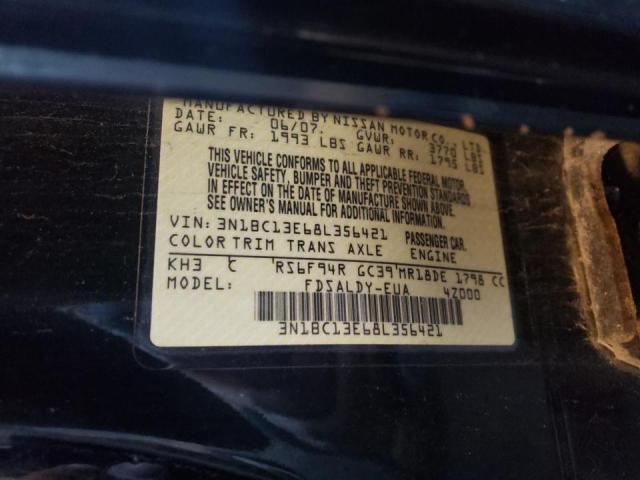 MANUFACTURED BY NISSAN MOTOR CO., LTD.
DATE: 06/07. GVWR: 3772 LBS
GAWR FR: 1993 LBS GAWR RR: 1795 LBS
THIS VEHICLE CONFORMS TO ALL APPLICABLE FEDERAL MOTOR
VEHICLE SAFETY, BUMPER AND THEFT PREVENTION STANDARDS
IN EFFECT ON THE DATE OF MANUFACTURE SHOWN ABOVE.
SEE OWNER'S MANUAL FOR ADDITIONAL INFORMATION.
VIN: 3N1BC13E68L356421 PASSENGER CAR.
COLOR TRIM TRANS AXLE ENGINE
KH3 C RS6F94R GC39 MR18DE 1798 CC
MODEL: FDSALDY-EUA 4Z000
3N1BC13E68L356421